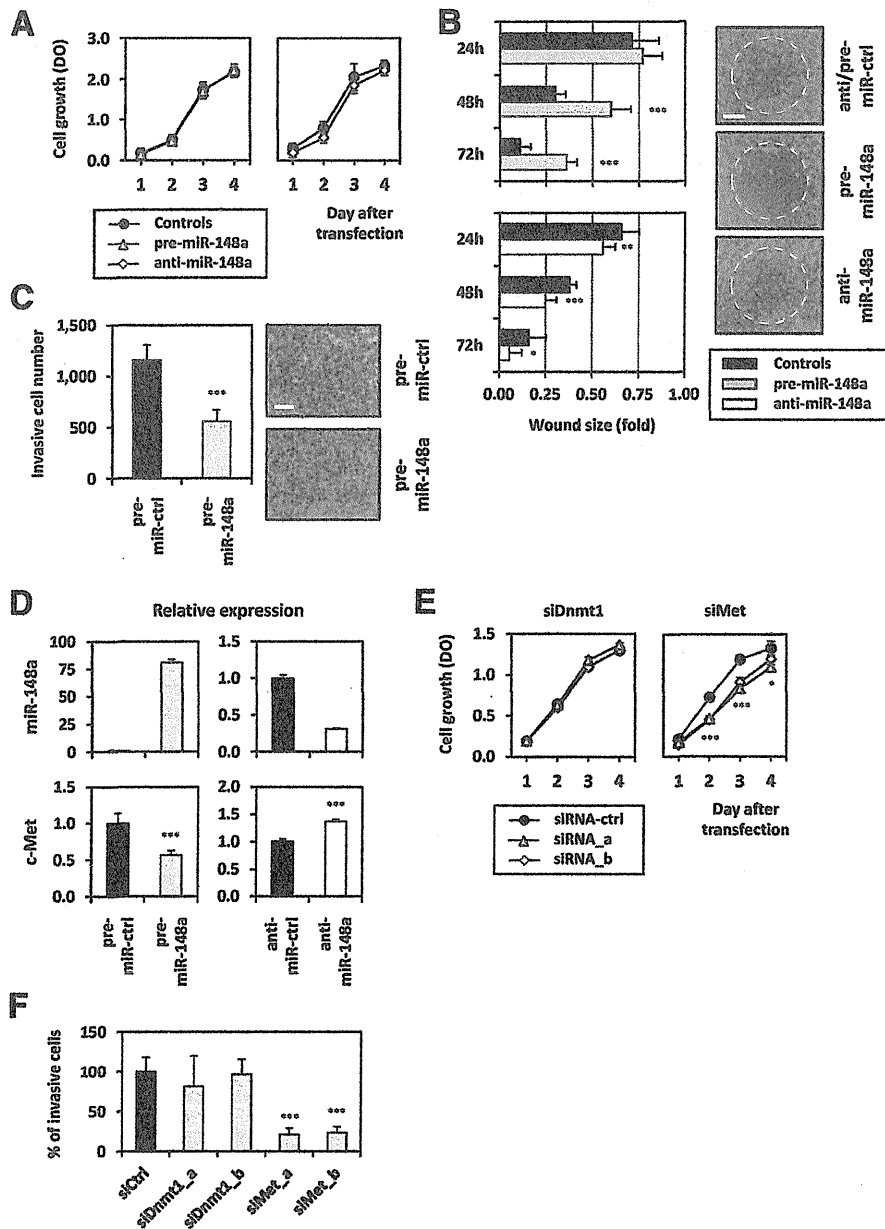 A
Cell growth (DO)
3.0
2.0
1.0
0.0
1 2 3 4
1 2 3 4
Day after
transfection
Controls
pre-miR-148a
anti-miR-148a
B
24h
48h
72h
***
***
24h
48h
72h
**
***
*
0.00 0.25 0.50 0.75 1.00
Wound size (fold)
anti/pre-
miR-ctrl
pre-
miR-148a
anti-
miR-148a
Controls
pre-miR-148a
anti-miR-148a
C
Invasive cell number
1,500
1,000
500
0
***
pre-
miR-ctrl
pre-
miR-148a
pre-
miR-ctrl
pre-
miR-148a
D
Relative expression
miR-148a
100
75
50
25
0
1.5
1.0
0.5
0.0
c-Met
1.5
1.0
0.5
0.0
***
2.0
1.5
1.0
0.5
0.0
***
pre-
miR-ctrl
pre-
miR-148a
anti-
miR-ctrl
anti-
miR-148a
E
siDnmt1
siMet
Cell growth (DO)
1.5
1.0
0.5
0.0
1 2 3 4
***
***
*
1 2 3 4
Day after
transfection
siRNA-ctrl
siRNA_a
siRNA_b
F
% of invasive cells
150
100
50
0
***
***
siCtrl
siDnmt1_a
siDnmt1_b
siMet_a
siMet_b